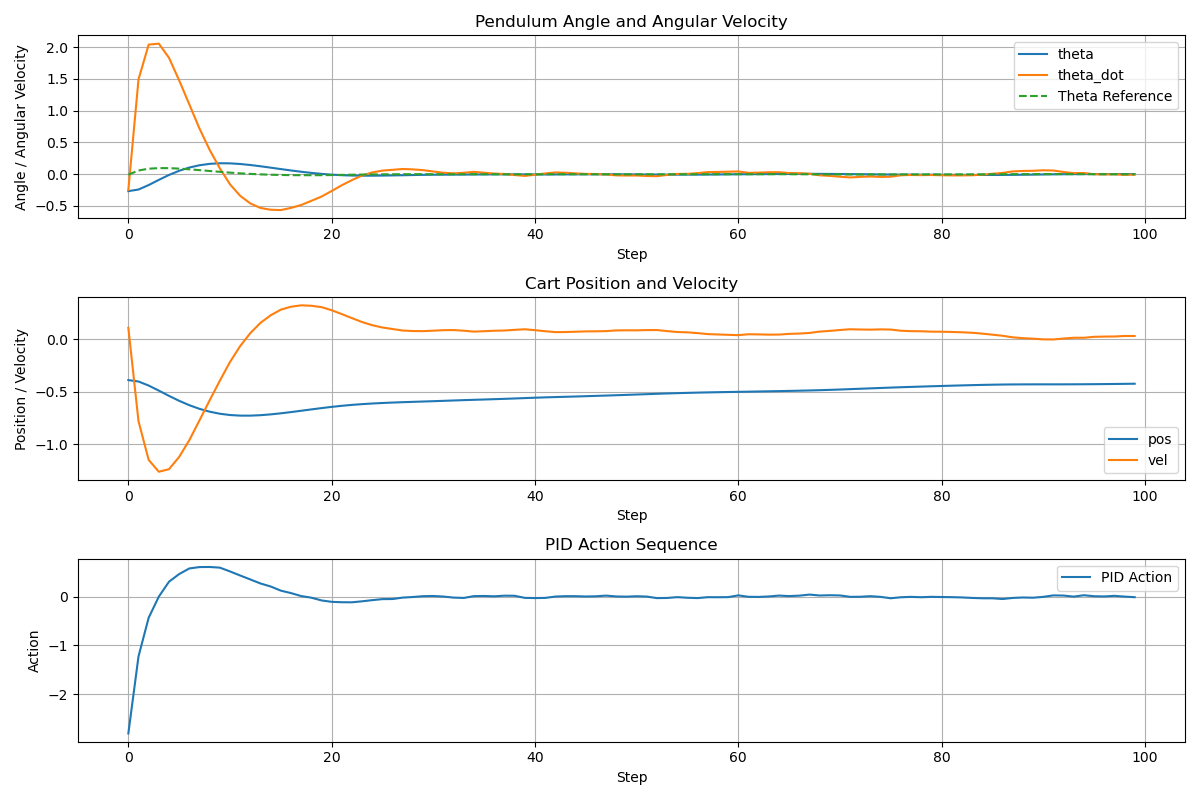 Pendulum Angle and Angular Velocity
Angle / Angular Velocity
2.0
1.5
1.0
0.5
0.0
−0.5
theta
theta_dot
Theta Reference
0 20 40 60 80 100
Step
Cart Position and Velocity
Position / Velocity
0.0
−0.5
−1.0
pos
vel
0 20 40 60 80 100
Step
PID Action Sequence
Action
0
−1
−2
PID Action
0 20 40 60 80 100
Step